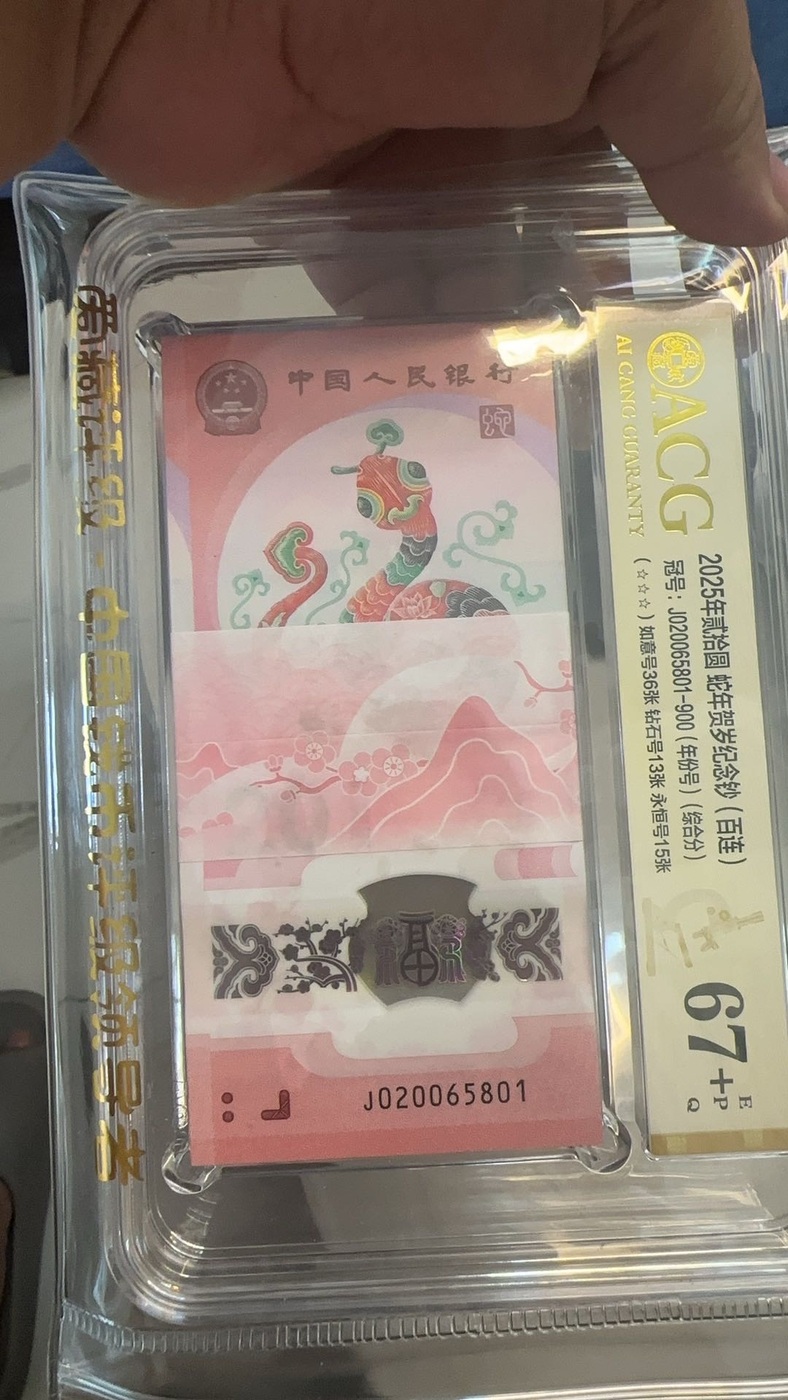 中国人民银行
蛇
福
J020065801
ACG
AI CANG GUARANTY
2025年贰拾圆 蛇年贺岁纪念钞（百连）
冠号：J020065801-900（年份号）（综合分）
（☆☆☆）如意号36张 钻石号13张 永恒号15张
67+
E
P
Q
爱藏评级·中国钱币评级领导者